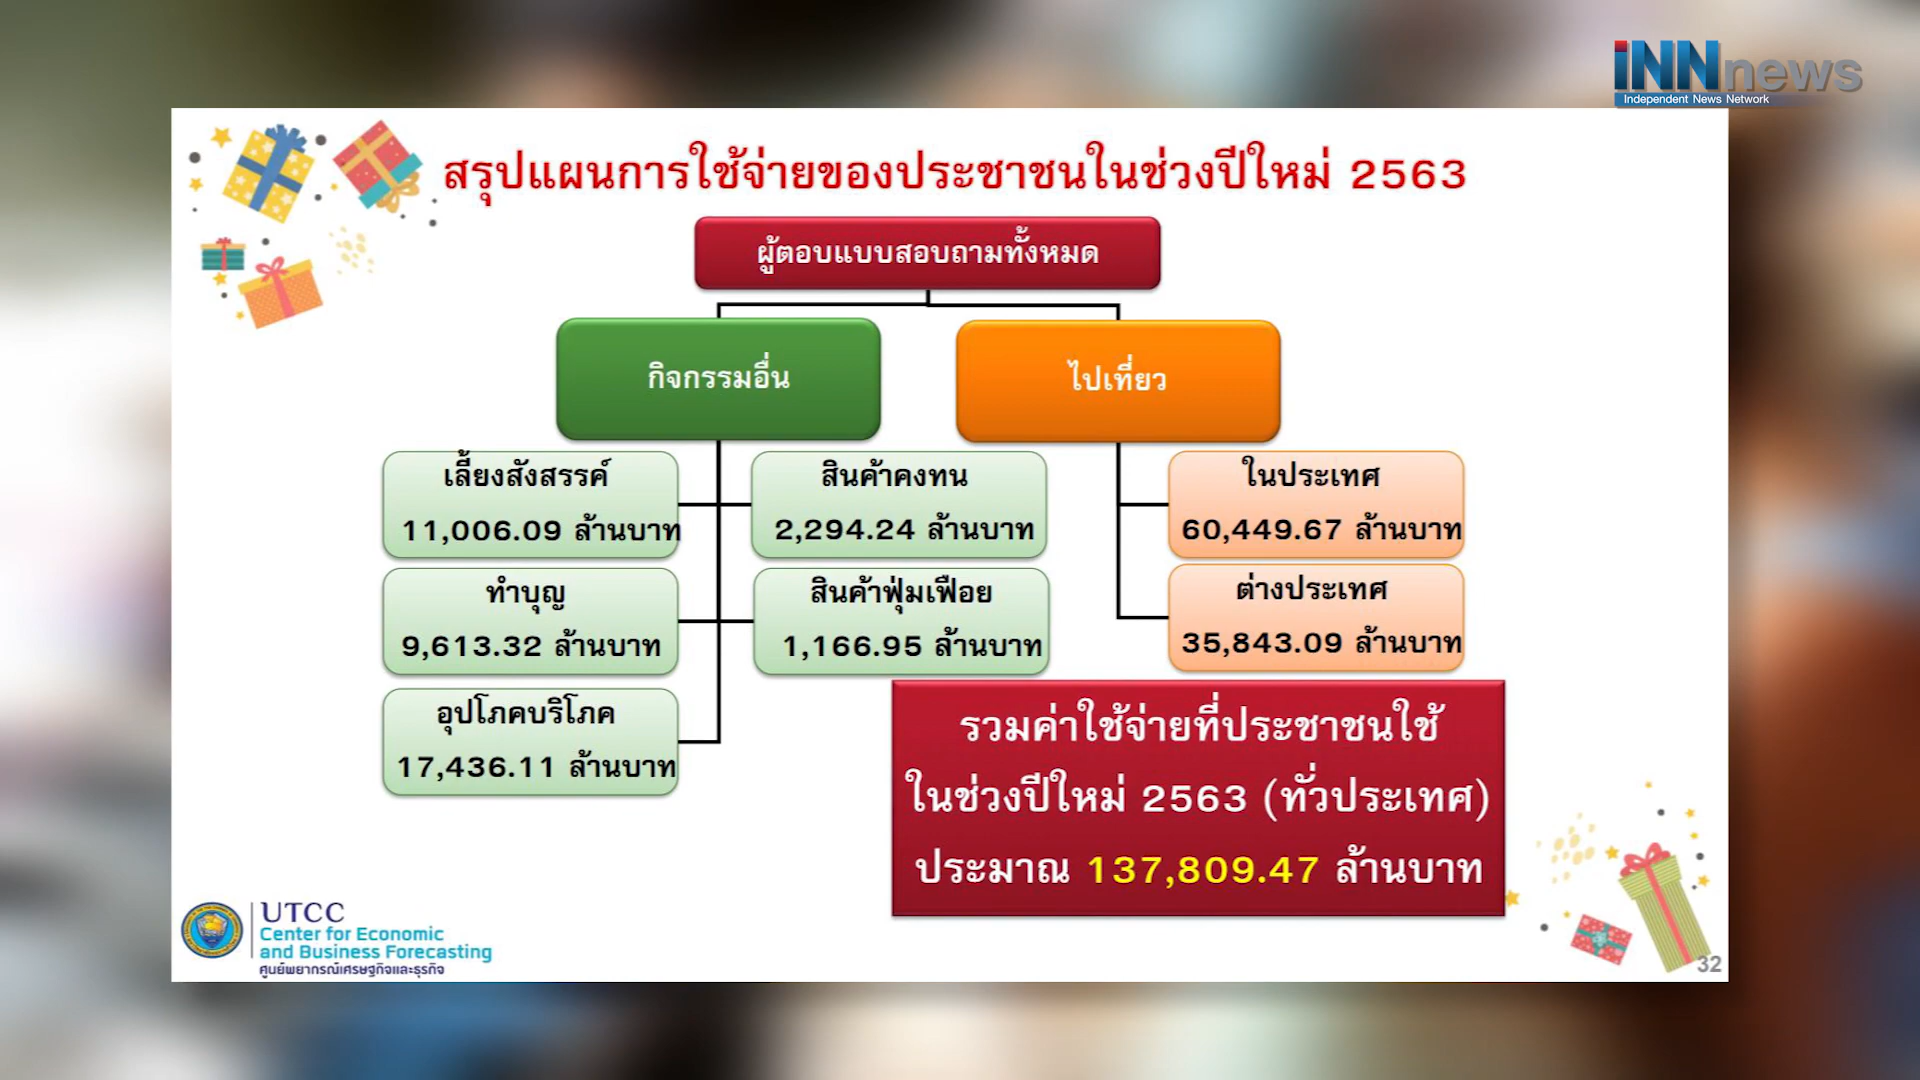 iNNnews
Independent News Network
สรุปแผนการใช้จ่ายของประชาชนในช่วงปีใหม่ 2563
ผู้ตอบแบบสอบถามทั้งหมด
กิจกรรมอื่น
ไปเที่ยว
เลี้ยงสังสรรค์
11,006.09 ล้านบาท
สินค้าคงทน
2,294.24 ล้านบาท
ในประเทศ
60,449.67 ล้านบาท
ทำบุญ
9,613.32 ล้านบาท
สินค้าฟุ่มเฟือย
1,166.95 ล้านบาท
ต่างประเทศ
35,843.09 ล้านบาท
อุปโภคบริโภค
17,436.11 ล้านบาท
รวมค่าใช้จ่ายที่ประชาชนใช้
ในช่วงปีใหม่ 2563 (ทั่วประเทศ)
ประมาณ 137,809.47 ล้านบาท
UTCC
Center for Economic
and Business Forecasting
ศูนย์พยากรณ์เศรษฐกิจและธุรกิจ
32